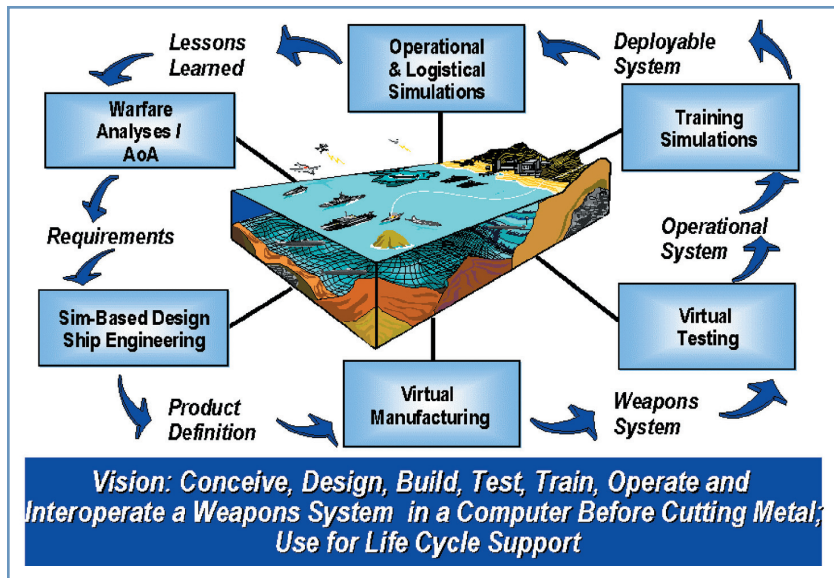 Lessons
Learned
Operational
& Logistical
Simulations
Deployable
System
Warfare
Analyses /
AoA
Training
Simulations
Requirements
Operational
System
Sim-Based Design
Ship Engineering
Virtual
Testing
Product
Definition
Virtual
Manufacturing
Weapons
System
Vision: Conceive, Design, Build, Test, Train, Operate and
Interoperate a Weapons System in a Computer Before Cutting Metal;
Use for Life Cycle Support